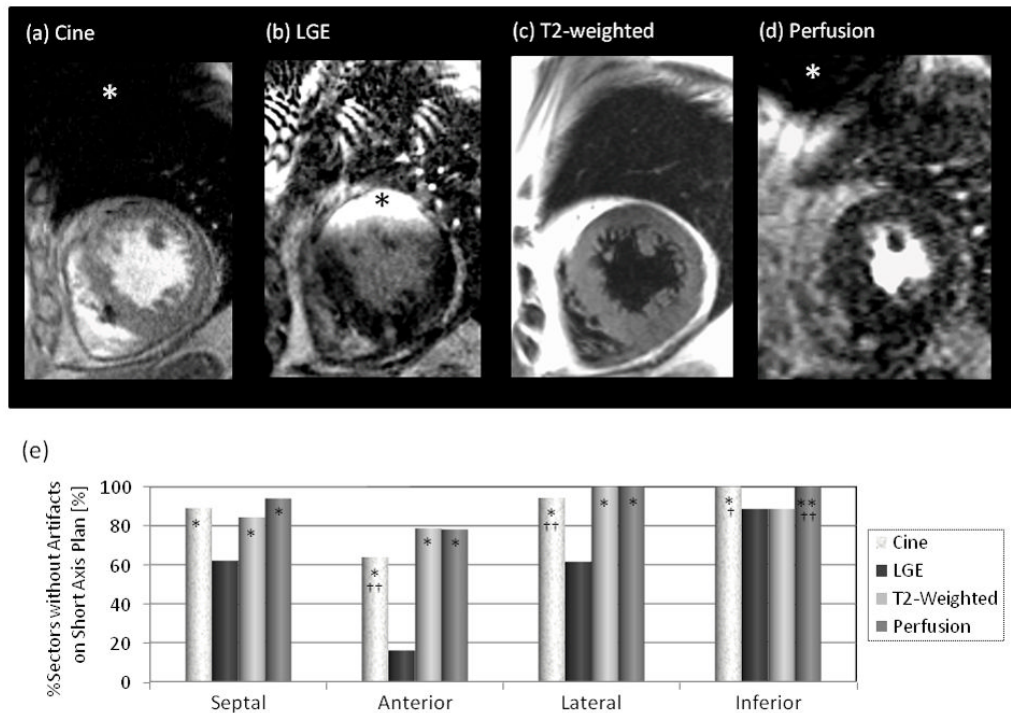 (a) Cine
(b) LGE
(c) T2-weighted
(d) Perfusion
*
*
*
(e)
%Sectors without Artifacts
on Short Axis Plan [%]
100
80
60
40
20
0
* * *
* †† * *
* †† * *
* † ** ††
Septal
Anterior
Lateral
Inferior
Cine
LGE
T2-Weighted
Perfusion